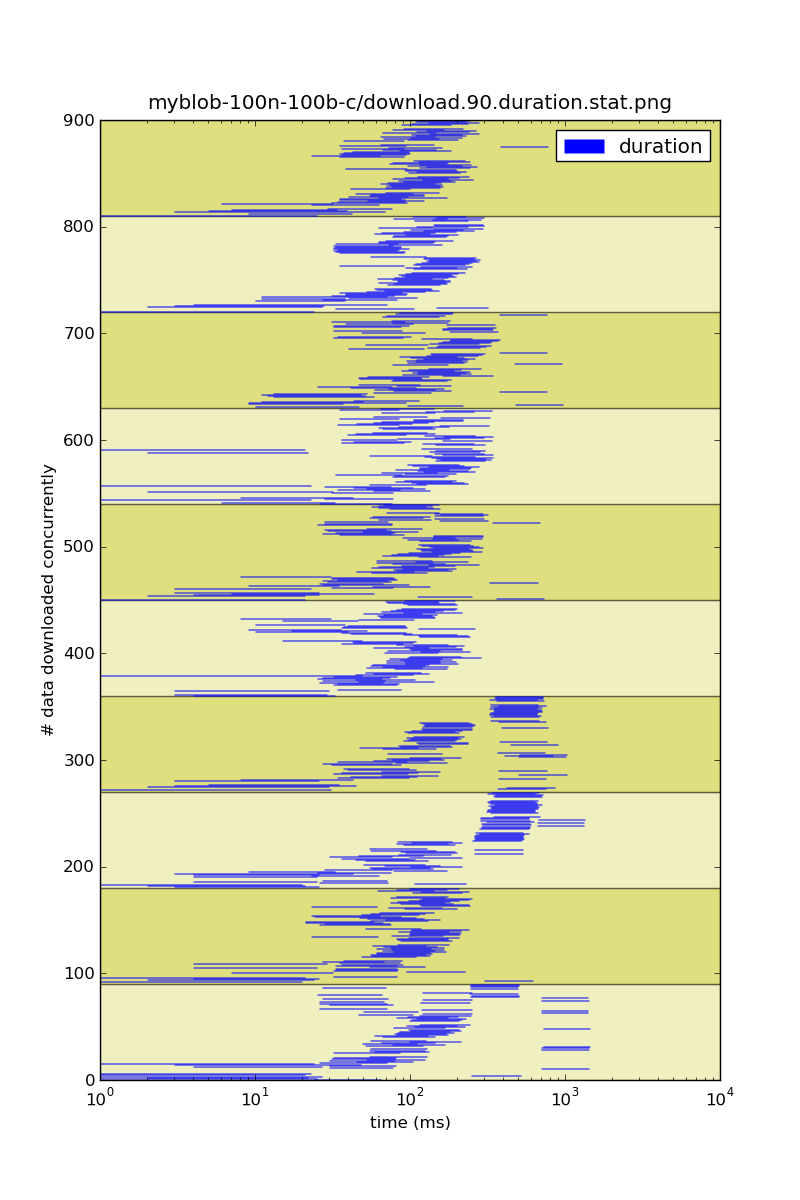 myblob-100n-100b-c/download.90.duration.stat.png
duration
900
800
700
600
500
400
300
200
100
0
# data downloaded concurrently
10^0 10^1 10^2 10^3 10^4
time (ms)